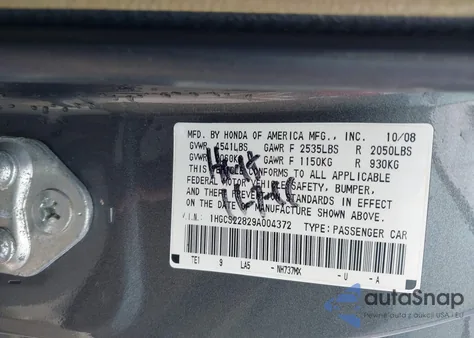 MFD. BY HONDA OF AMERICA MFG., INC. 10/08
GVWR 4541LBS GAWR F 2535LBS R 2050LBS
GVWR GAWR F 1150KG R 930KG
THIS VEHICLE CONFORMS TO ALL APPLICABLE
FEDERAL MOTOR VEHICLE SAFETY, BUMPER,
AND THEFT PREVENTION STANDARDS IN EFFECT
ON THE DATE OF MANUFACTURE SHOWN ABOVE.
V.I.N.: 1HGCS22829A004372 TYPE: PASSENGER CAR
TE1 9 LA5 - NH737MX - U - A
autaSnap